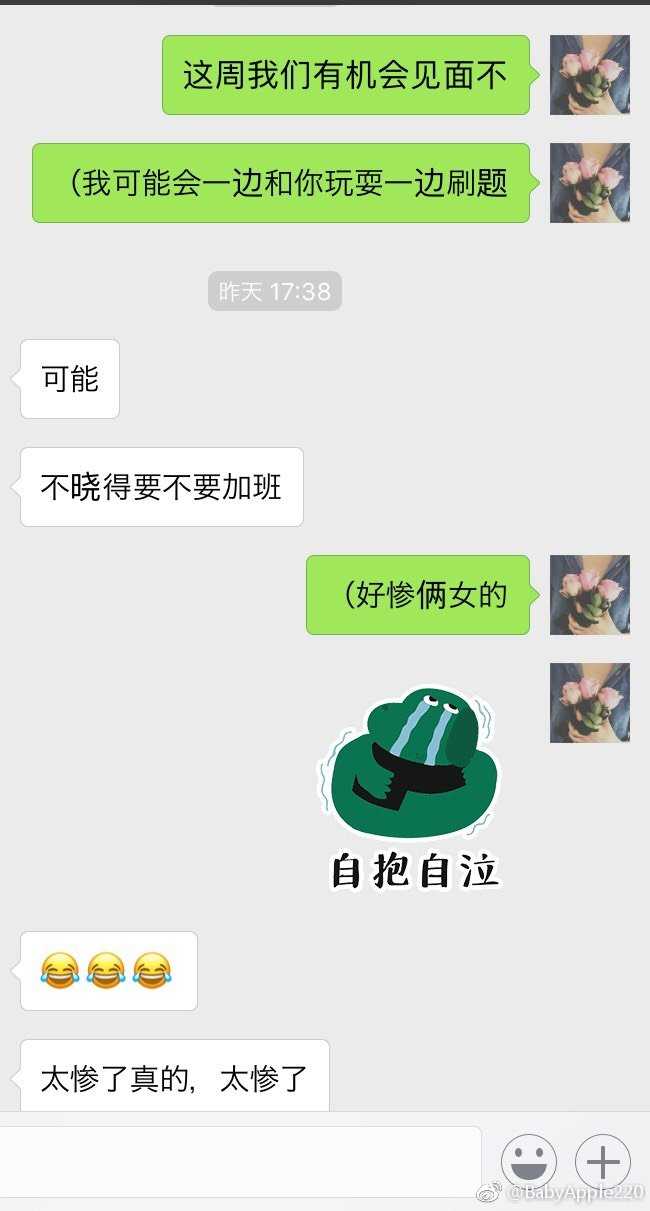 这周我们有机会见面不
（我可能会一边和你玩耍一边刷题
昨天 17:38
可能
不晓得要不要加班
（好惨俩女的
自抱自泣
太惨了真的，太惨了
@BabyApple220